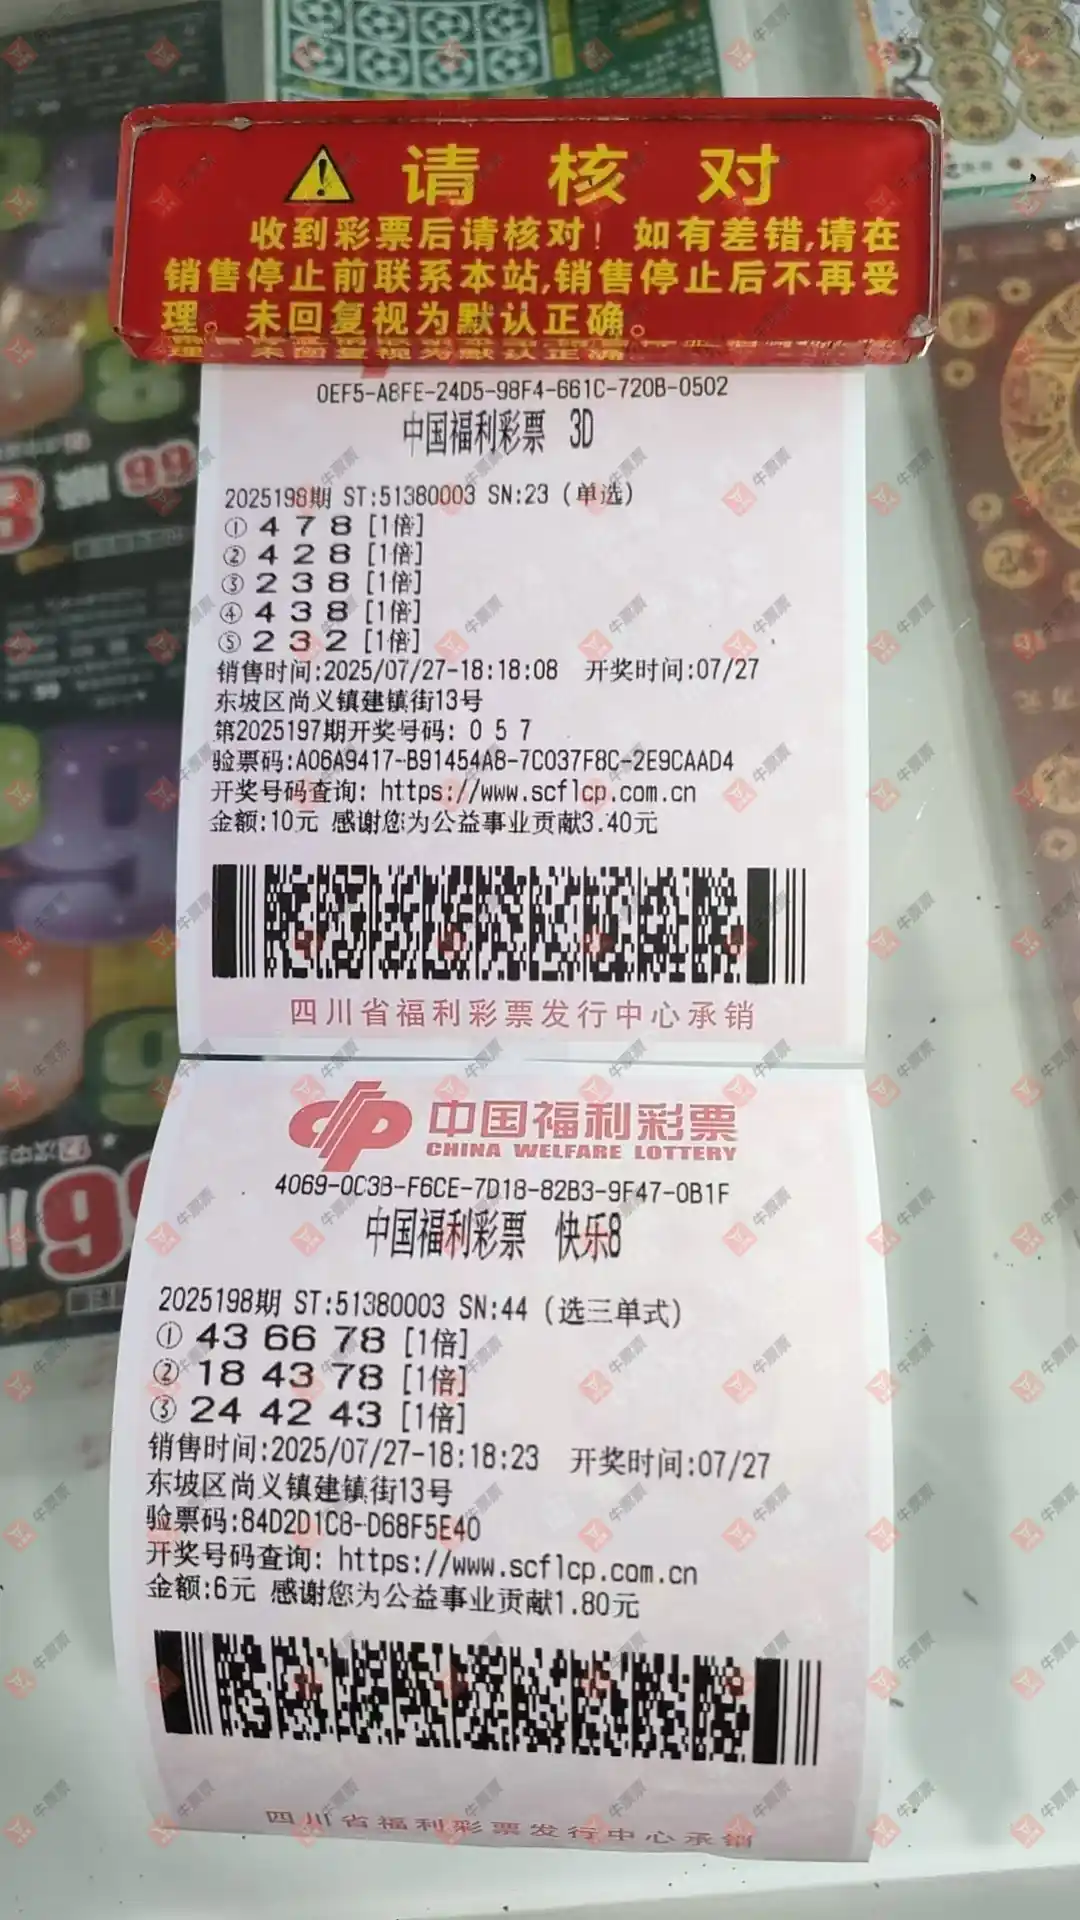 请核对
收到彩票后请核对！如有差错,请在
销售停止前联系本站,销售停止后不再受
理。未回复视为默认正确。
0EF5-A8FE-24D5-98F4-661C-720B-0502
中国福利彩票 3D
2025198期 ST:51380003 SN:23 (单选)
① 4 7 8 [1倍]
② 4 2 8 [1倍]
③ 2 3 8 [1倍]
④ 4 3 8 [1倍]
⑤ 2 3 2 [1倍]
销售时间:2025/07/27-18:18:08 开奖时间:07/27
东坡区尚义镇建镇街13号
第2025197期开奖号码: 0 5 7
验票码:A06A9417-B91454A8-7C037F8C-2E9CAAD4
开奖号码查询: https://www.scflcp.com.cn
金额:10元 感谢您为公益事业贡献3.40元
四川省福利彩票发行中心承销
中国福利彩票
CHINA WELFARE LOTTERY
4069-0C3B-F6CE-7D18-82B3-9F47-0B1F
中国福利彩票 快乐8
2025198期 ST:51380003 SN:44 (选三单式)
① 43 66 78 [1倍]
② 18 43 78 [1倍]
③ 24 42 43 [1倍]
销售时间:2025/07/27-18:18:23 开奖时间:07/27
东坡区尚义镇建镇街13号
验票码:84D2D1C8-D68F5E40
开奖号码查询: https://www.scflcp.com.cn
金额:6元 感谢您为公益事业贡献1.80元
四川省福利彩票发行中心承销
牛票票